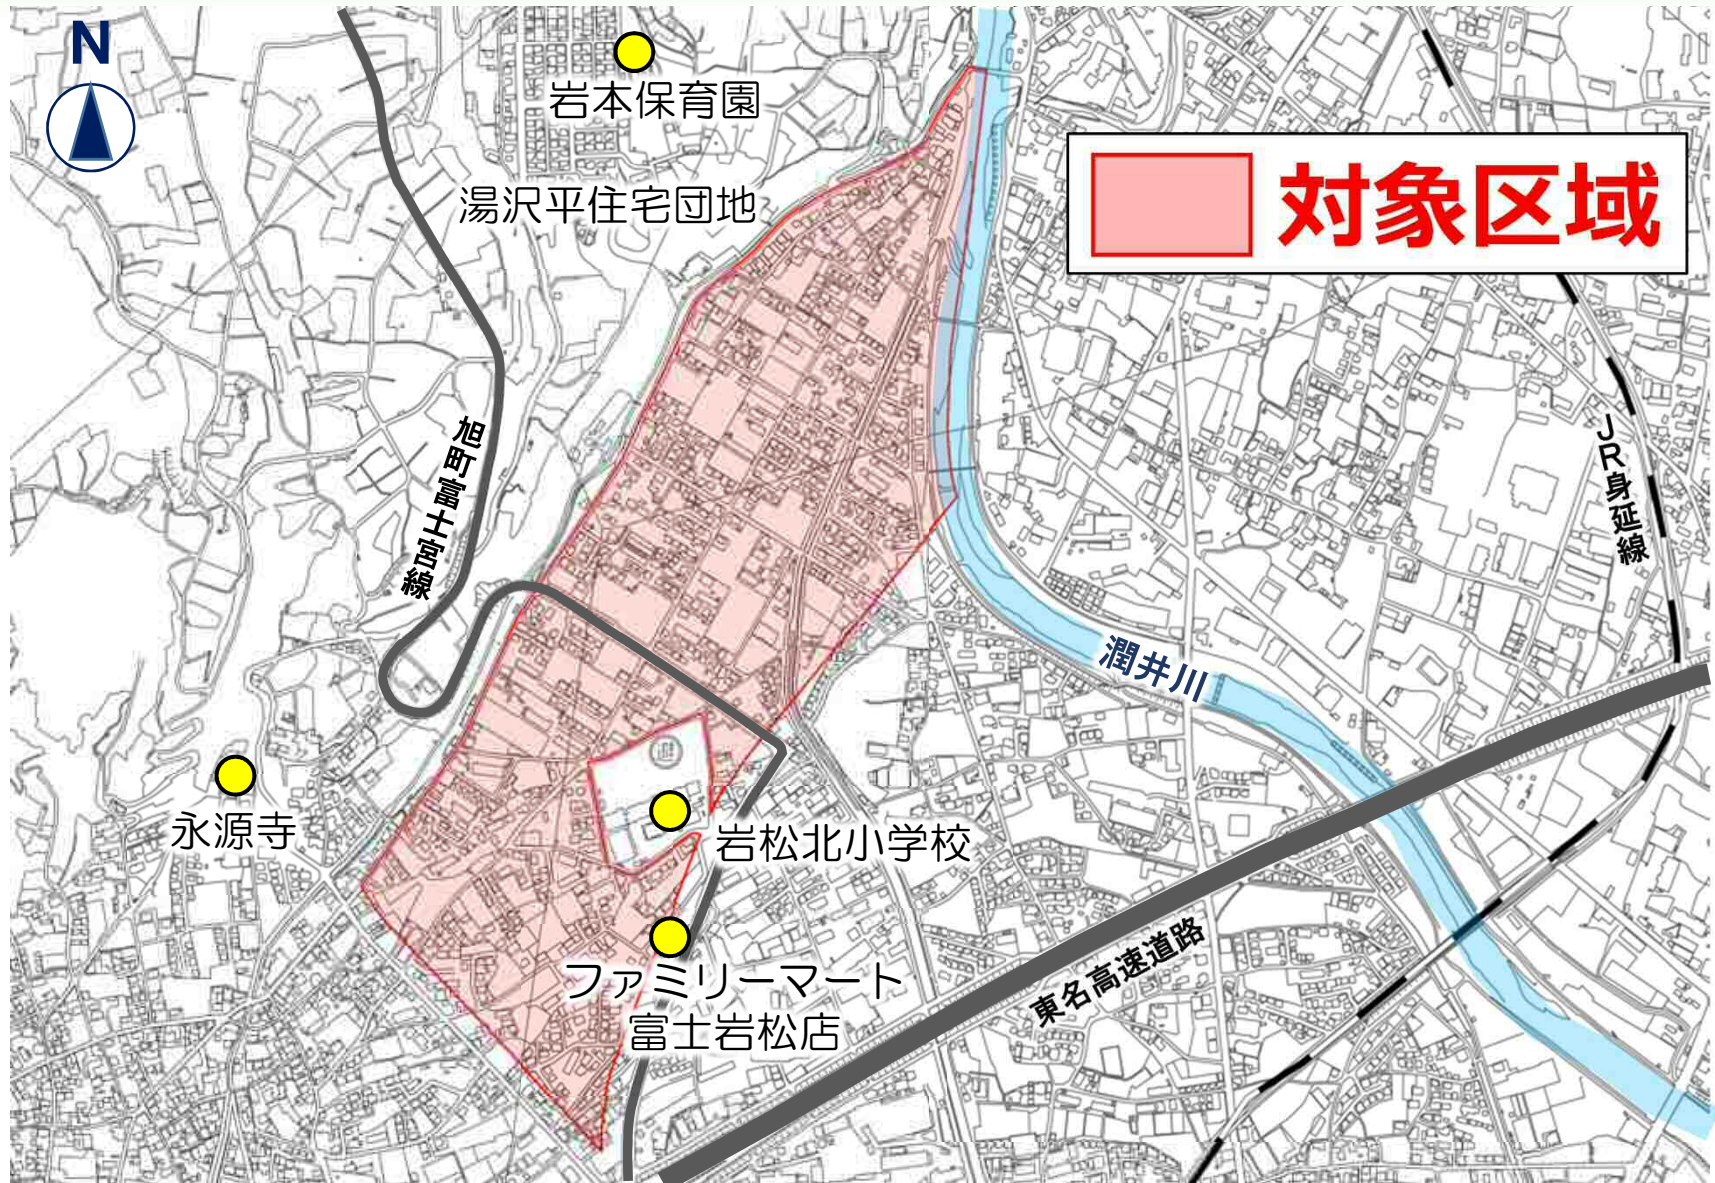 N
岩本保育園
湯沢平住宅団地
対象区域
旭町富士宮線
JR身延線
潤井川
永源寺
岩松北小学校
ファミリーマート
富士岩松店
東名高速道路